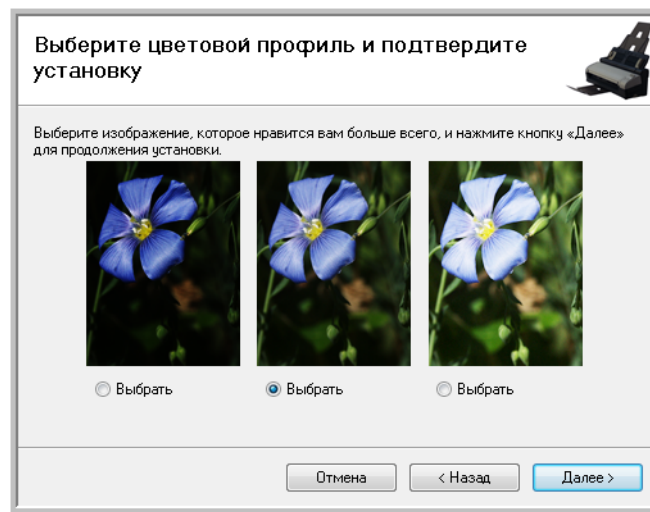 Выберите цветовой профиль и подтвердите
установку
Выберите изображение, которое нравится вам больше всего, и нажмите кнопку «Далее»
для продолжения установки.
Выбрать
Выбрать
Выбрать
Отмена
< Назад
Далее >